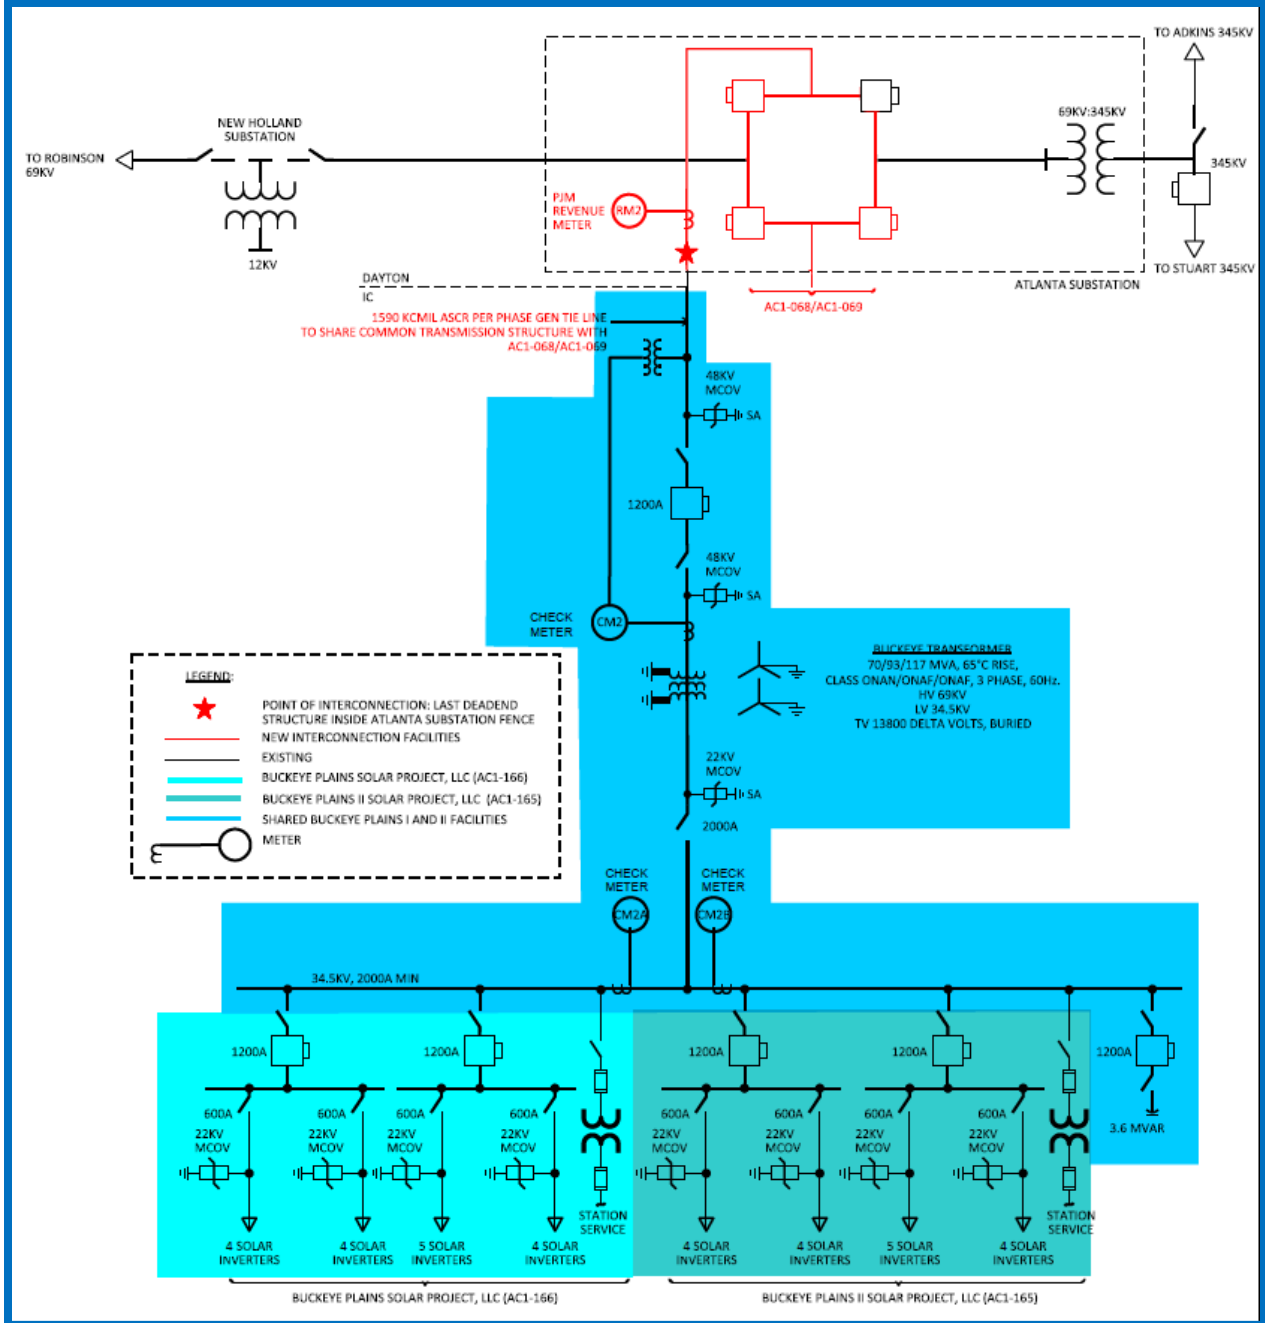 TO ADKINS 345KV
69KV:345KV
NEW HOLLAND
SUBSTATION
TO ROBINSON
69KV
345KV
PJM
REVENUE
METER
RM2
12KV
TO STUART 345KV
DAYTON
IC
ATLANTA SUBSTATION
AC1-068/AC1-069
1590 KCMIL ASCR PER PHASE GEN TIE LINE
TO SHARE COMMON TRANSMISSION STRUCTURE WITH
AC1-068/AC1-069
48KV
MCOV
SA
1200A
48KV
MCOV
SA
CHECK
METER
CM2
BUCKEYE TRANSFORMER
70/93/117 MVA, 65°C RISE,
CLASS ONAN/ONAF/ONAF, 3 PHASE, 60Hz.
HV 69KV
LV 34.5KV
TV 13800 DELTA VOLTS, BURIED
LEGEND:
POINT OF INTERCONNECTION: LAST DEADEND
STRUCTURE INSIDE ATLANTA SUBSTATION FENCE
NEW INTERCONNECTION FACILITIES
EXISTING
BUCKEYE PLAINS SOLAR PROJECT, LLC (AC1-166)
BUCKEYE PLAINS II SOLAR PROJECT, LLC (AC1-165)
SHARED BUCKEYE PLAINS I AND II FACILITIES
METER
22KV
MCOV
SA
2000A
CHECK
METER
CM2A
CHECK
METER
CM2B
34.5KV, 2000A MIN
1200A
1200A
1200A
1200A
1200A
600A
600A
600A
600A
600A
600A
600A
600A
3.6 MVAR
22KV
MCOV
22KV
MCOV
22KV
MCOV
22KV
MCOV
22KV
MCOV
22KV
MCOV
22KV
MCOV
22KV
MCOV
STATION
SERVICE
STATION
SERVICE
4 SOLAR
INVERTERS
4 SOLAR
INVERTERS
5 SOLAR
INVERTERS
4 SOLAR
INVERTERS
4 SOLAR
INVERTERS
4 SOLAR
INVERTERS
5 SOLAR
INVERTERS
4 SOLAR
INVERTERS
BUCKEYE PLAINS SOLAR PROJECT, LLC (AC1-166)
BUCKEYE PLAINS II SOLAR PROJECT, LLC (AC1-165)